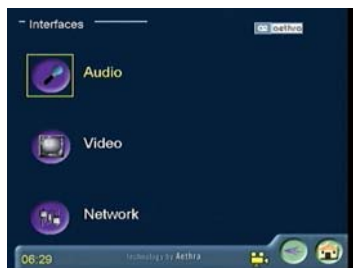 Interfaces
aethra
Audio
Video
Network
06:29
technology by Aethra